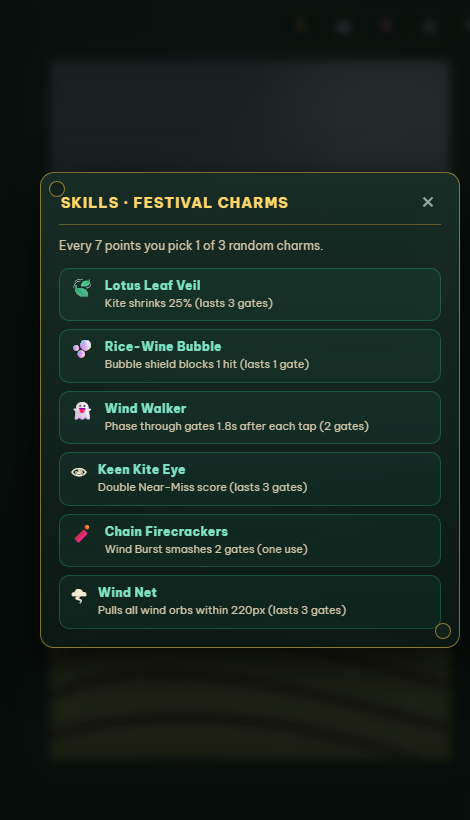 SKILLS · FESTIVAL CHARMS
Every 7 points you pick 1 of 3 random charms.
Lotus Leaf Veil
Kite shrinks 25% (lasts 3 gates)
Rice-Wine Bubble
Bubble shield blocks 1 hit (lasts 1 gate)
Wind Walker
Phase through gates 1.8s after each tap (2 gates)
Keen Kite Eye
Double Near-Miss score (lasts 3 gates)
Chain Firecrackers
Wind Burst smashes 2 gates (one use)
Wind Net
Pulls all wind orbs within 220px (lasts 3 gates)